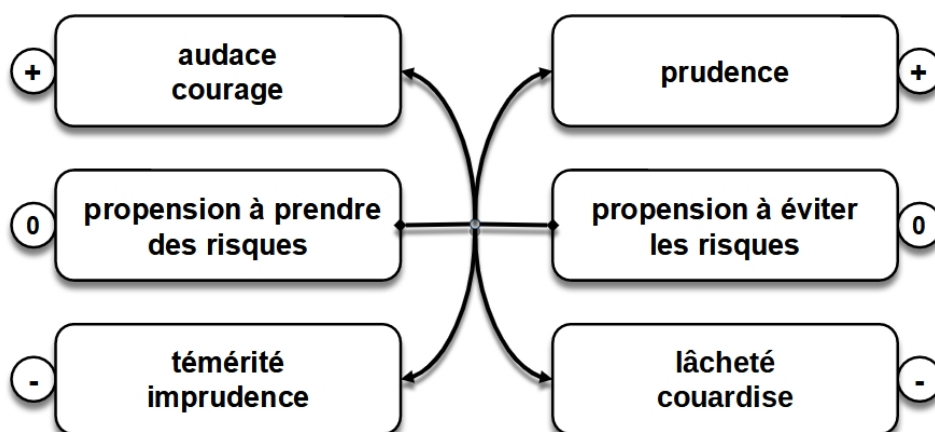 +
audace
courage
prudence
+
0
propension à prendre
des risques
propension à éviter
les risques
0
-
témérité
imprudence
lâcheté
couardise
-